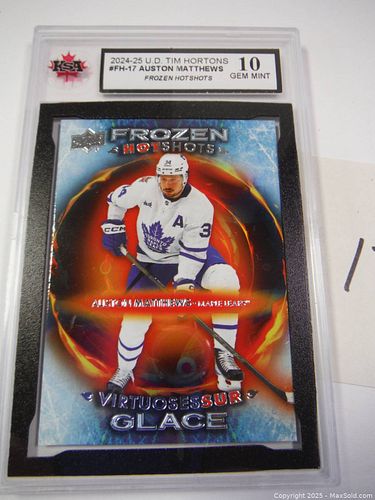 KSA
2024-25 U.D. TIM HORTONS
#FH-17 AUSTON MATTHEWS
FROZEN HOTSHOTS
10
GEM MINT
FROZEN
HOTSHOTS
34
A
CCM
AUSTON MATTHEWS • MAPLE LEAFS
VIRTUOSES SUR
GLACE
Copyright 2025 - MaxSold.com